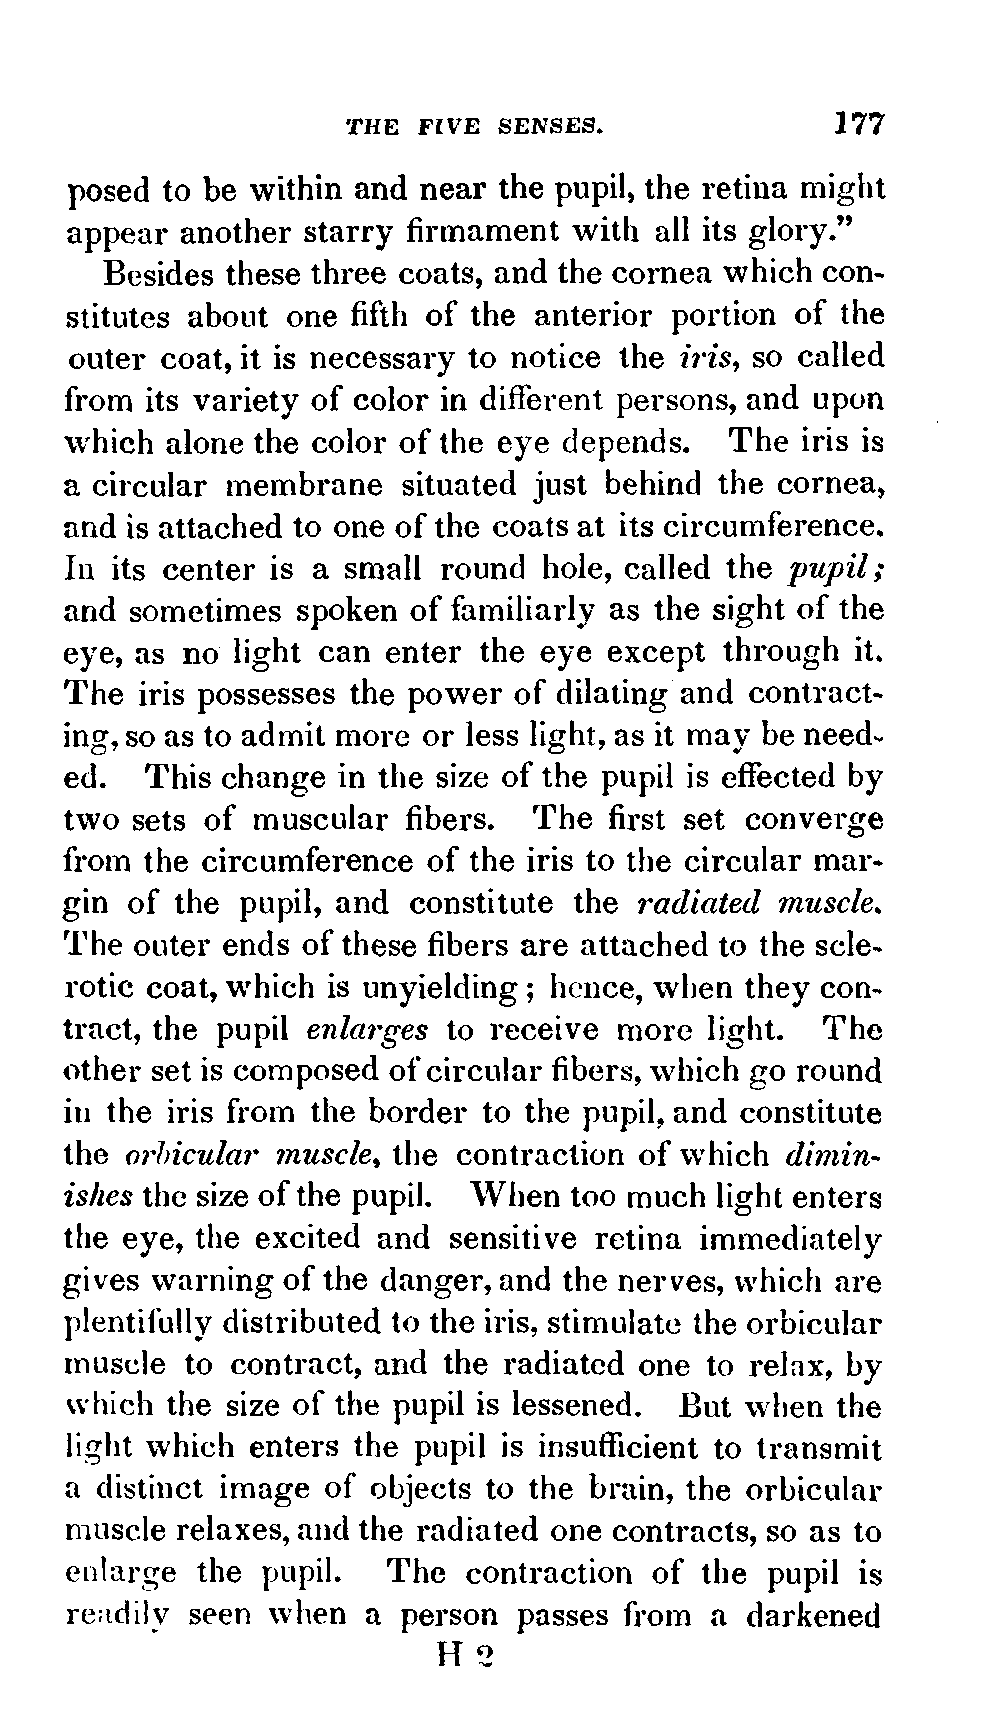 THE FIVE SENSES. 177
posed to be within and near the pupil, the retina might
appear another starry firmament with all its glory.”
Besides these three coats, and the cornea which con-
stitutes about one fifth of the anterior portion of the
outer coat, it is necessary to notice the iris, so called
from its variety of color in different persons, and upon
which alone the color of the eye depends. The iris is
a circular membrane situated just behind the cornea,
and is attached to one of the coats at its circumference.
In its center is a small round hole, called the pupil;
and sometimes spoken of familiarly as the sight of the
eye, as no light can enter the eye except through it.
The iris possesses the power of dilating and contract-
ing, so as to admit more or less light, as it may be need-
ed. This change in the size of the pupil is effected by
two sets of muscular fibers. The first set converge
from the circumference of the iris to the circular mar-
gin of the pupil, and constitute the radiated muscle.
The outer ends of these fibers are attached to the scle-
rotic coat, which is unyielding; hence, when they con-
tract, the pupil enlarges to receive more light. The
other set is composed of circular fibers, which go round
in the iris from the border to the pupil, and constitute
the orbicular muscle, the contraction of which dimin-
ishes the size of the pupil. When too much light enters
the eye, the excited and sensitive retina immediately
gives warning of the danger, and the nerves, which are
plentifully distributed to the iris, stimulate the orbicular
muscle to contract, and the radiated one to relax, by
which the size of the pupil is lessened. But when the
light which enters the pupil is insufficient to transmit
a distinct image of objects to the brain, the orbicular
muscle relaxes, and the radiated one contracts, so as to
enlarge the pupil. The contraction of the pupil is
readily seen when a person passes from a darkened
H 2